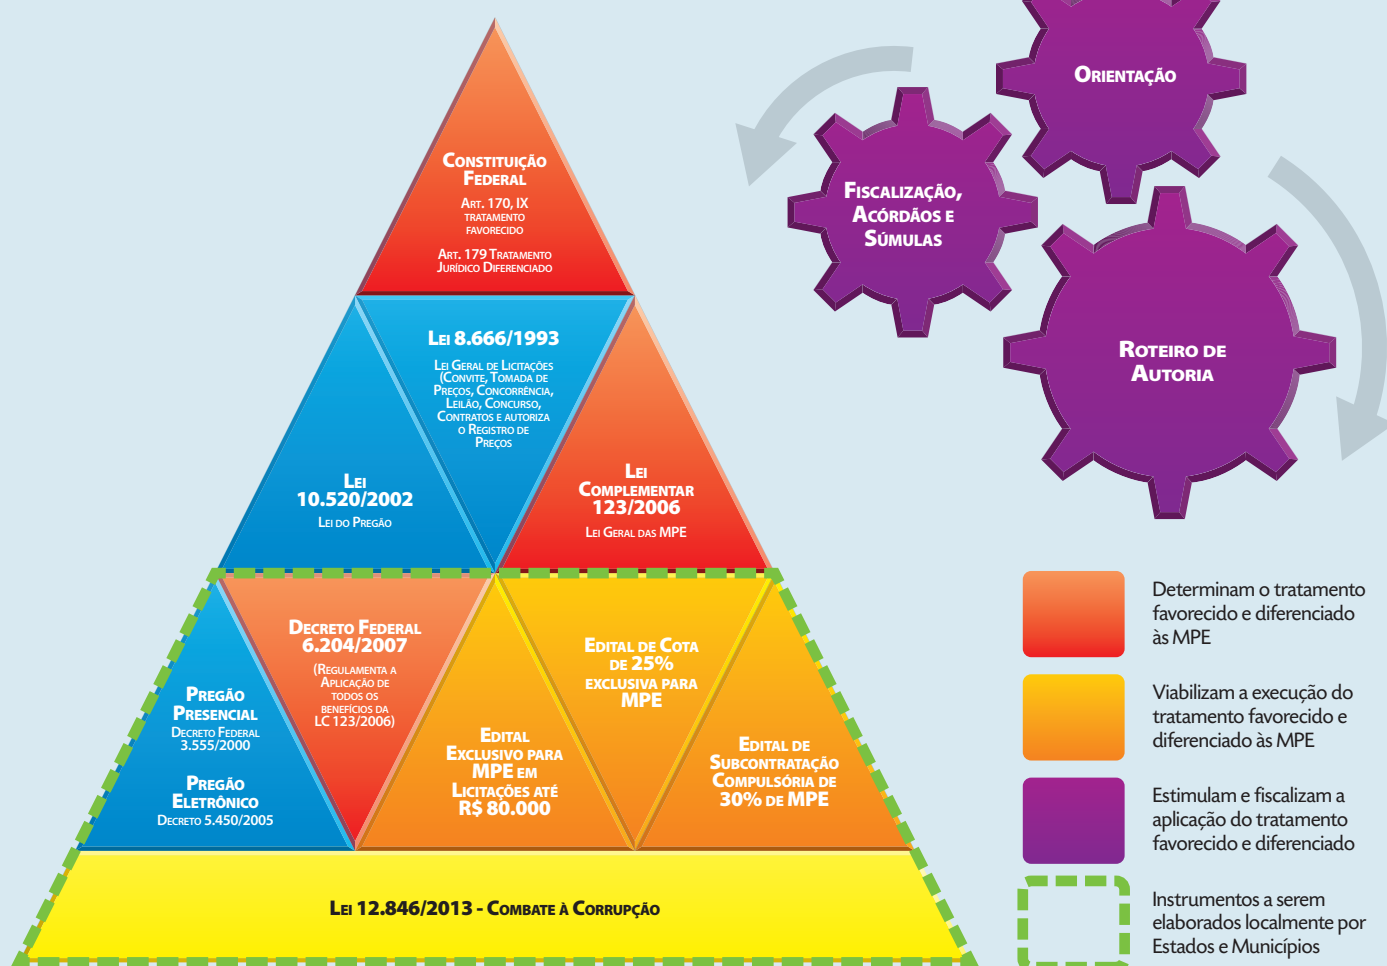 Constituição
Federal
Art. 170, IX
tratamento
favorecido
Art. 179 Tratamento
Jurídico Diferenciado
Lei 8.666/1993
Lei Geral de Licitações
(Convite, Tomada de
Preços, Concorrência,
Leilão, Concurso,
Contratos e autoriza
o Registro de
Preços
Lei
10.520/2002
Lei do Pregão
Lei
Complementar
123/2006
Lei Geral das MPE
Pregão
Presencial
Decreto Federal
3.555/2000
Pregão
Eletrônico
Decreto 5.450/2005
Decreto Federal
6.204/2007
(Regulamenta a
Aplicação de
todos os
benefícios da
LC 123/2006)
Edital
Exclusivo para
MPE em
Licitações até
R$ 80.000
Edital de Cota
de 25%
exclusiva para
MPE
Edital de
Subcontratação
Compulsória de
30% de MPE
Lei 12.846/2013 - Combate à Corrupção
Orientação
Fiscalização,
Acórdãos e
Súmulas
Roteiro de
Autoria
Determinam o tratamento
favorecido e diferenciado
às MPE
Viabilizam a execução do
tratamento favorecido e
diferenciado às MPE
Estimulam e fiscalizam a
aplicação do tratamento
favorecido e diferenciado
Instrumentos a serem
elaborados localmente por
Estados e Municípios